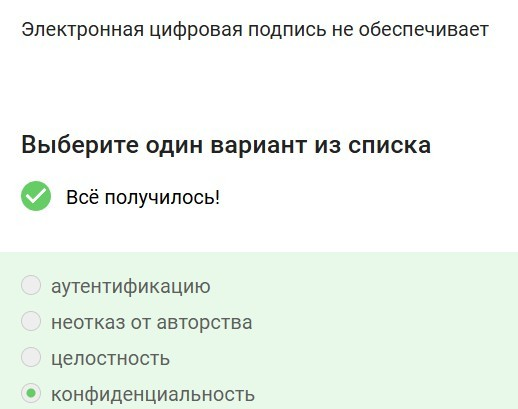 Электронная цифровая подпись не обеспечивает
Выберите один вариант из списка
Всё получилось!
аутентификацию
неотказ от авторства
целостность
конфиденциальность